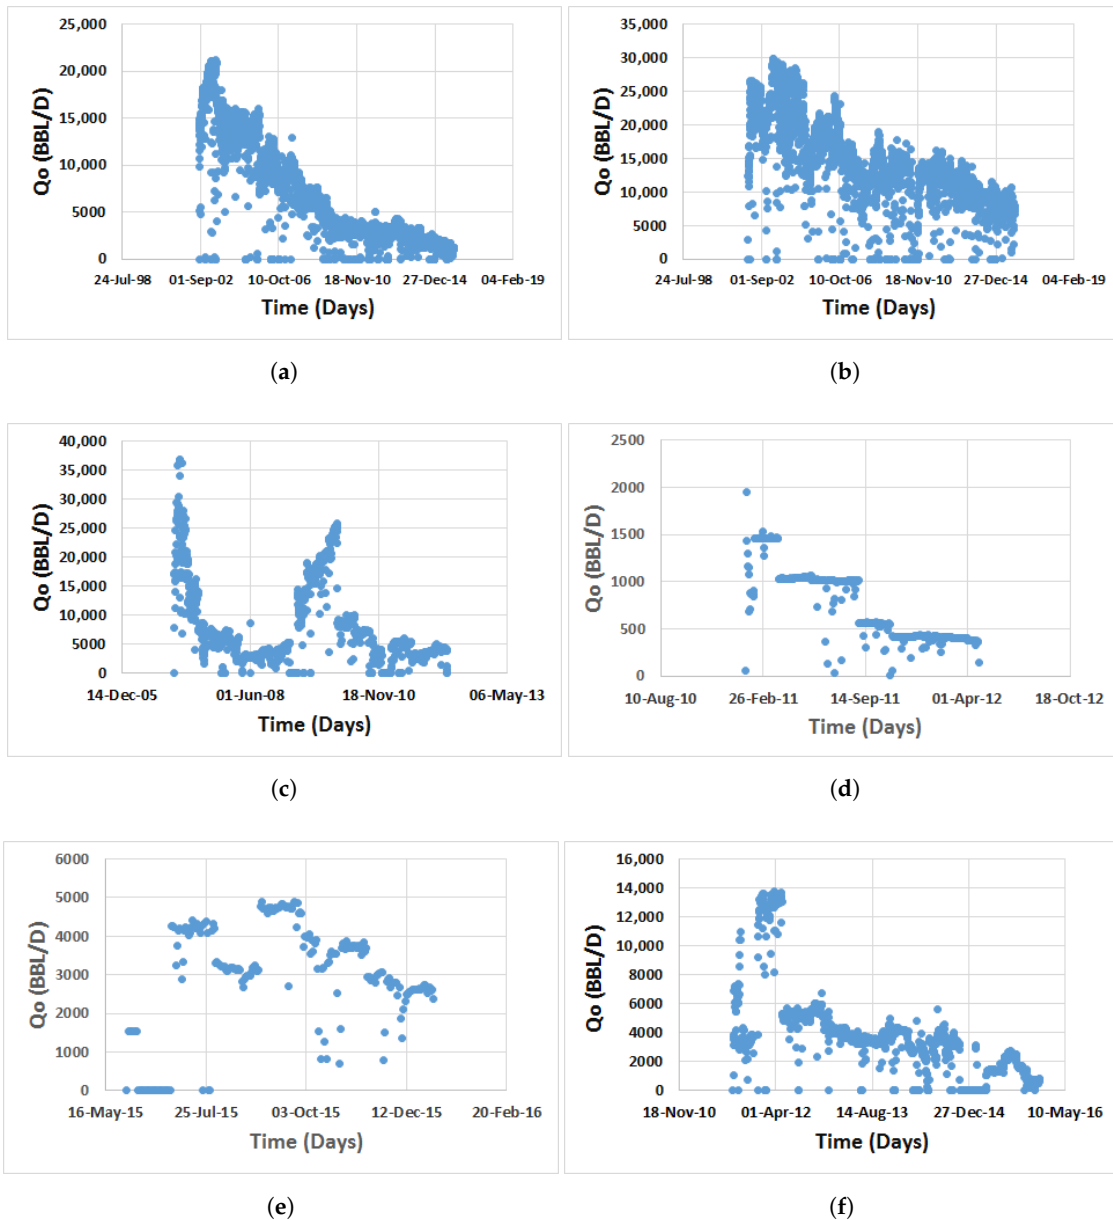 25,000
20,000
15,000
10,000
5000
0
Qo (BBL/D)
24-Jul-98 01-Sep-02 10-Oct-06 18-Nov-10 27-Dec-14 04-Feb-19
Time (Days)
(a)
35,000
30,000
25,000
20,000
15,000
10,000
5000
0
Qo (BBL/D)
24-Jul-98 01-Sep-02 10-Oct-06 18-Nov-10 27-Dec-14 04-Feb-19
Time (Days)
(b)
40,000
35,000
30,000
25,000
20,000
15,000
10,000
5000
0
Qo (BBL/D)
14-Dec-05 01-Jun-08 18-Nov-10 06-May-13
Time (Days)
(c)
2500
2000
1500
1000
500
0
Qo (BBL/D)
10-Aug-10 26-Feb-11 14-Sep-11 01-Apr-12 18-Oct-12
Time (Days)
(d)
6000
5000
4000
3000
2000
1000
0
Qo (BBL/D)
16-May-15 25-Jul-15 03-Oct-15 12-Dec-15 20-Feb-16
Time (Days)
(e)
16,000
14,000
12,000
10,000
8000
6000
4000
2000
0
Qo (BBL/D)
18-Nov-10 01-Apr-12 14-Aug-13 27-Dec-14 10-May-16
Time (Days)
(f)